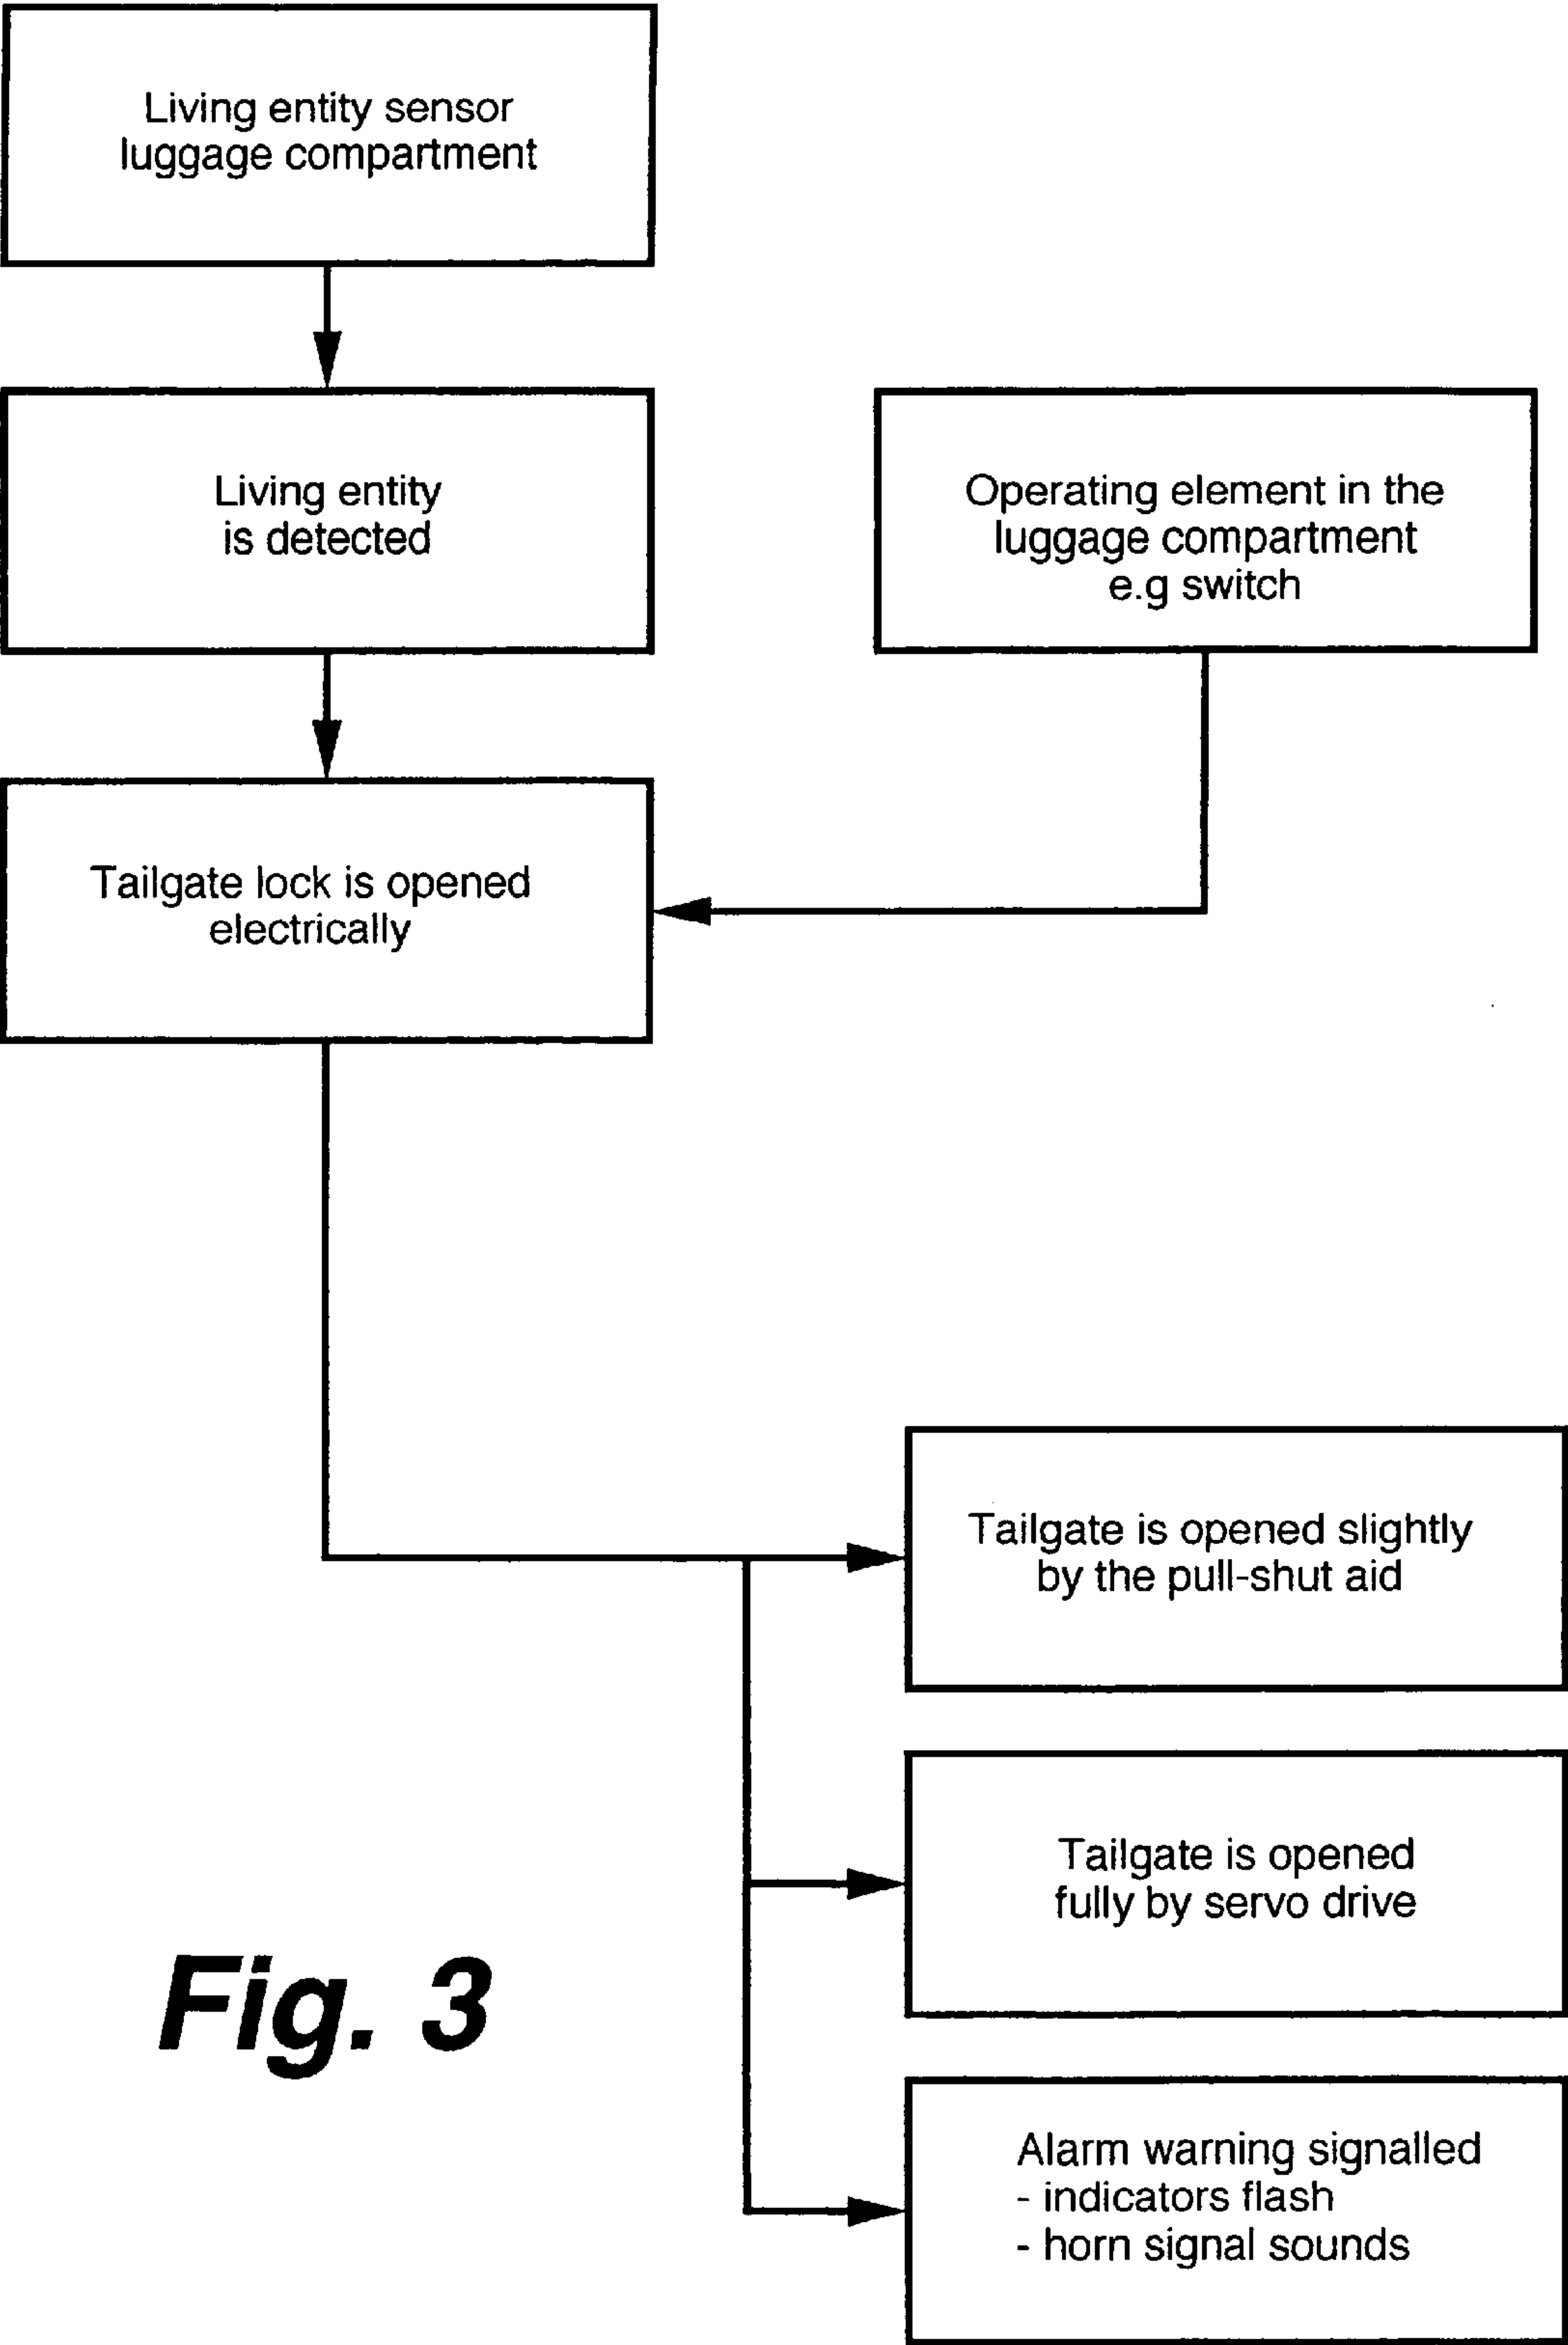 Living entity sensor
luggage compartment
Living entity
is detected
Operating element in the
luggage compartment
e.g switch
Tailgate lock is opened
electrically
Tailgate is opened slightly
by the pull-shut aid
Tailgate is opened
fully by servo drive
Alarm warning signalled
- indicators flash
- horn signal sounds
Fig. 3